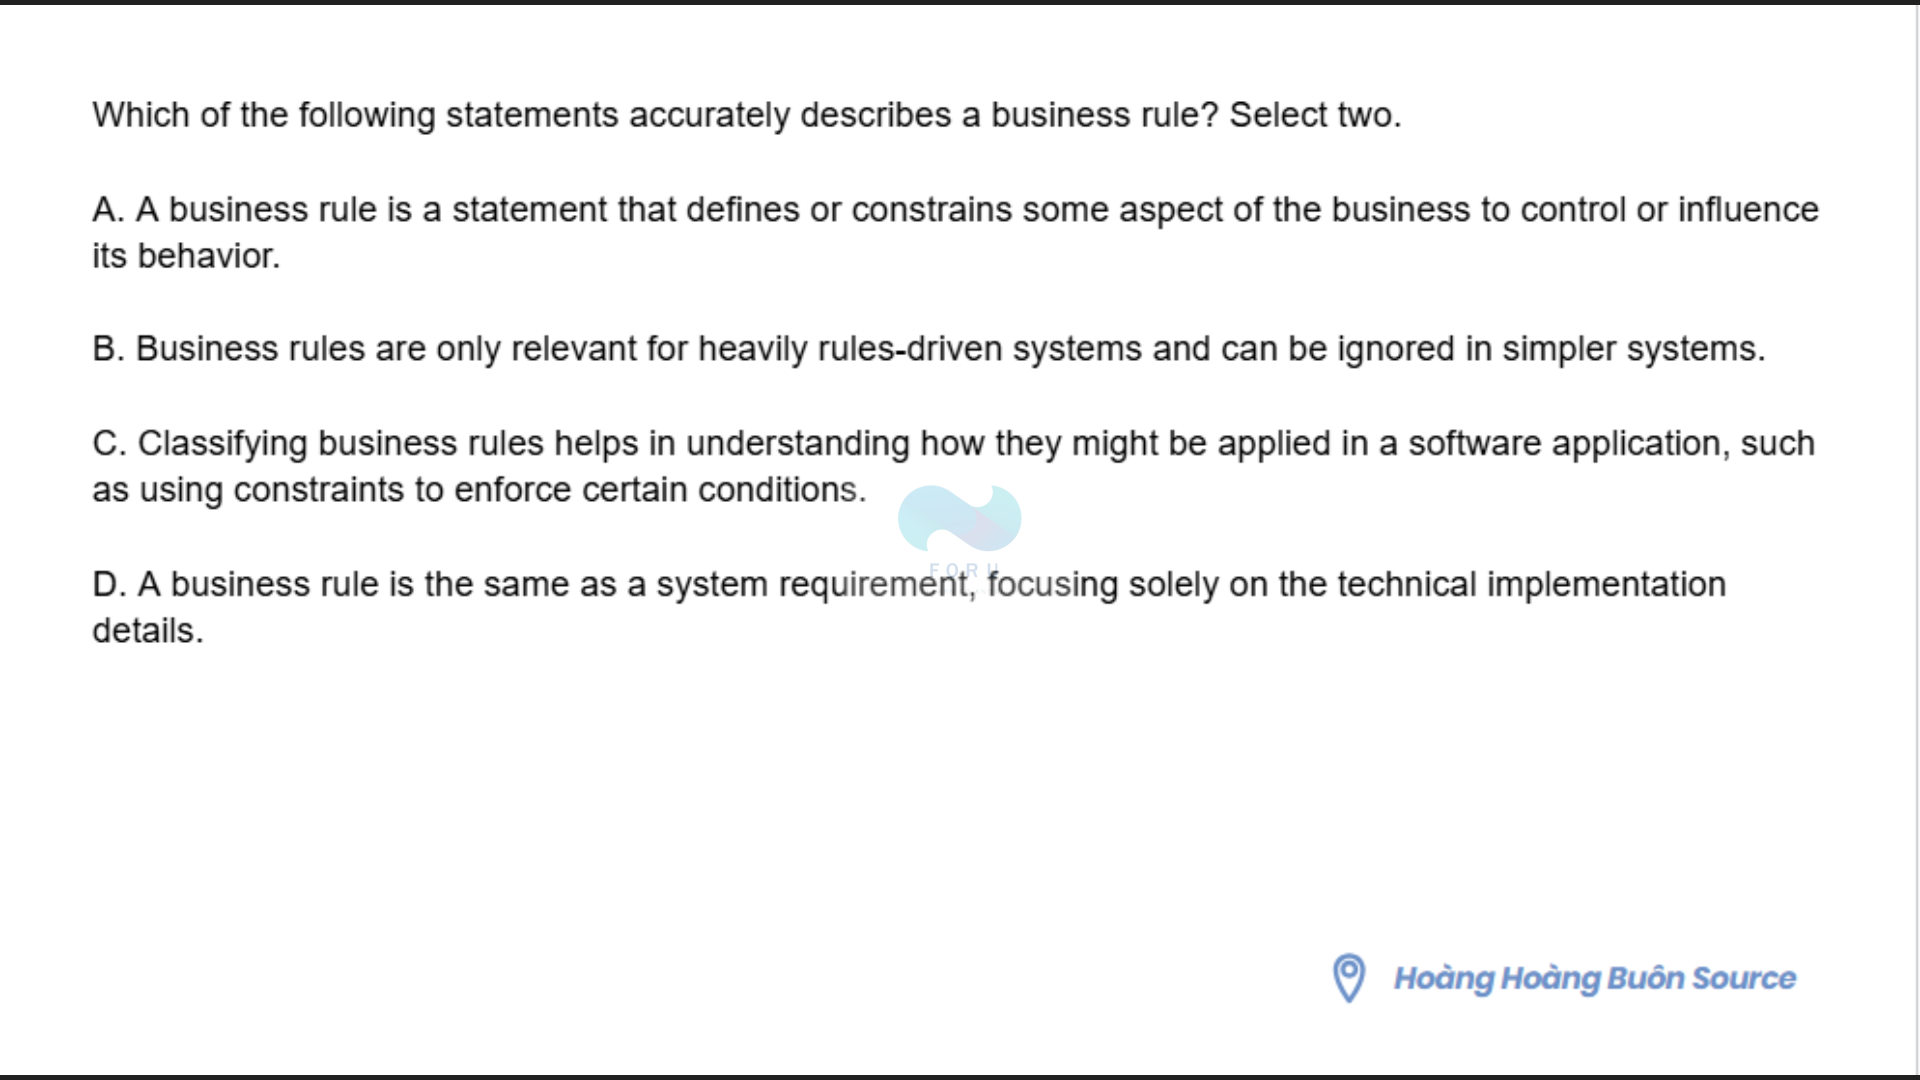 Which of the following statements accurately describes a business rule? Select two.
A. A business rule is a statement that defines or constrains some aspect of the business to control or influence
its behavior.
B. Business rules are only relevant for heavily rules-driven systems and can be ignored in simpler systems.
C. Classifying business rules helps in understanding how they might be applied in a software application, such
as using constraints to enforce certain conditions.
FORU
D. A business rule is the same as a system requirement, focusing solely on the technical implementation
details.
Hoàng Hoàng Buôn Source